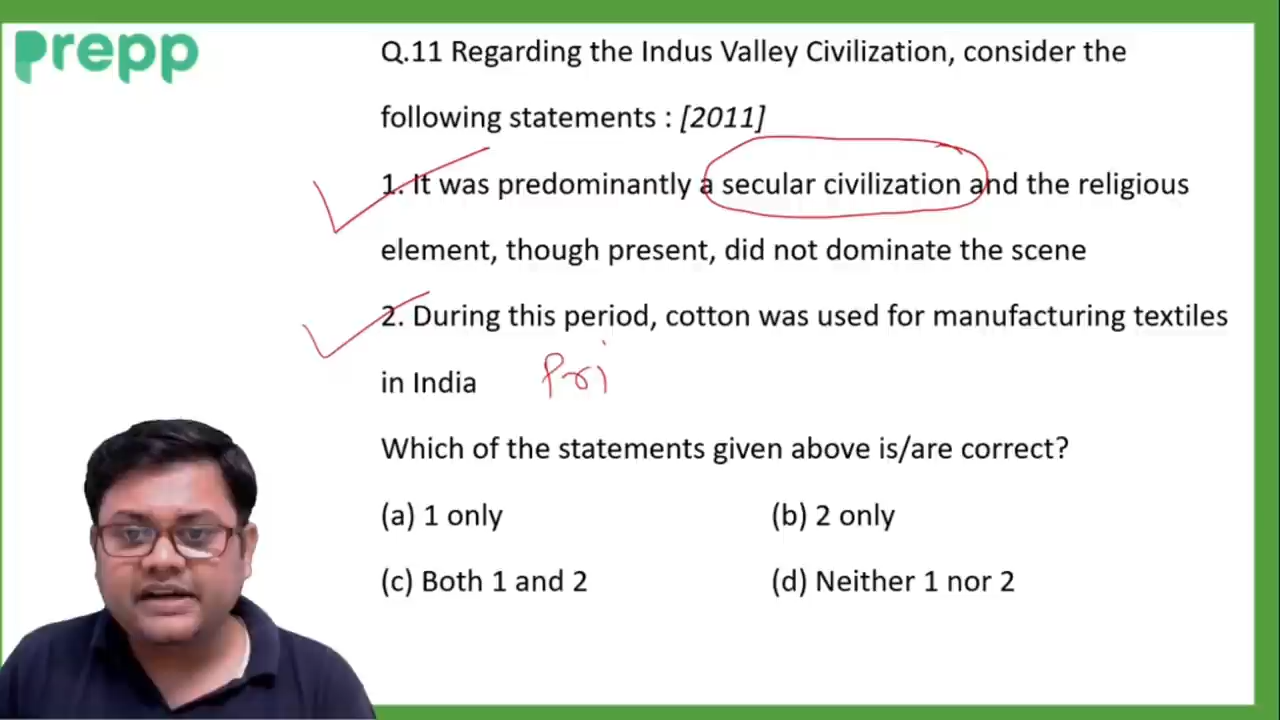 prepp
Q.11 Regarding the Indus Valley Civilization, consider the
following statements : [2011]
1. It was predominantly a secular civilization and the religious
element, though present, did not dominate the scene
2. During this period, cotton was used for manufacturing textiles
in India Pri
Which of the statements given above is/are correct?
(a) 1 only (b) 2 only
(c) Both 1 and 2 (d) Neither 1 nor 2